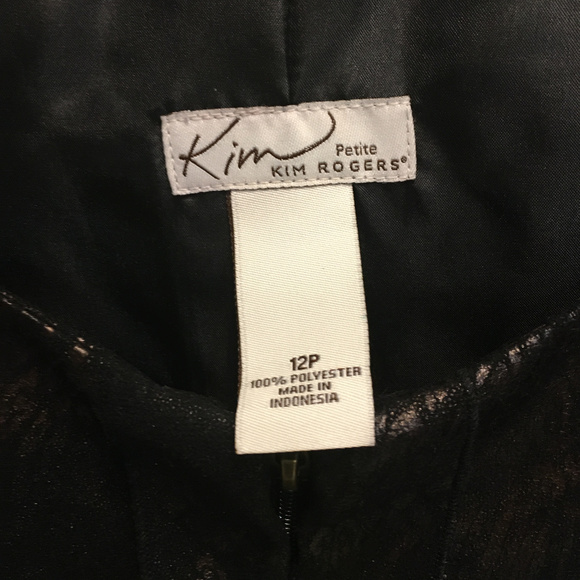 Kim
Petite
KIM ROGERS®
12P
100% POLYESTER
MADE IN
INDONESIA